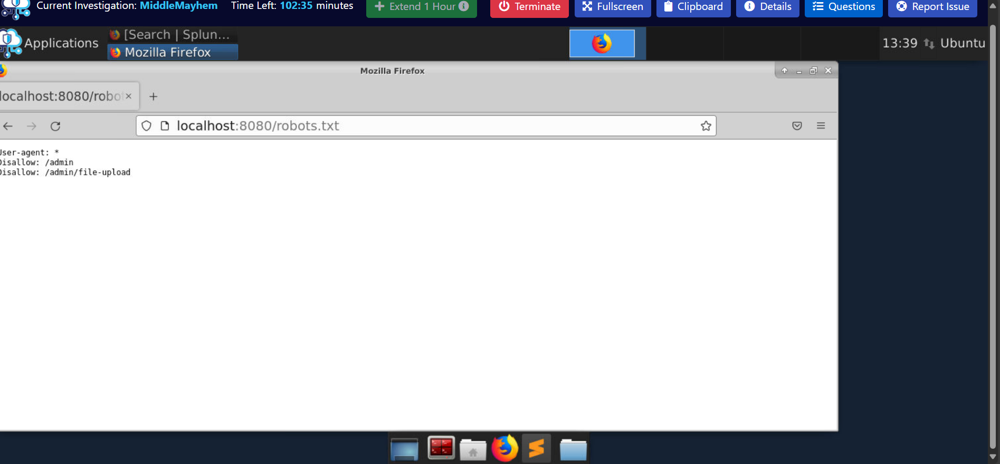 Current Investigation: MiddleMayhem Time Left: 102:35 minutes Extend 1 Hour Terminate Fullscreen Clipboard Details Questions Report Issue
Applications
[Search | Splun...
Mozilla Firefox
13:39 Ubuntu
Mozilla Firefox
localhost:8080/robot
localhost:8080/robots.txt
User-agent: *
Disallow: /admin
Disallow: /admin/file-upload